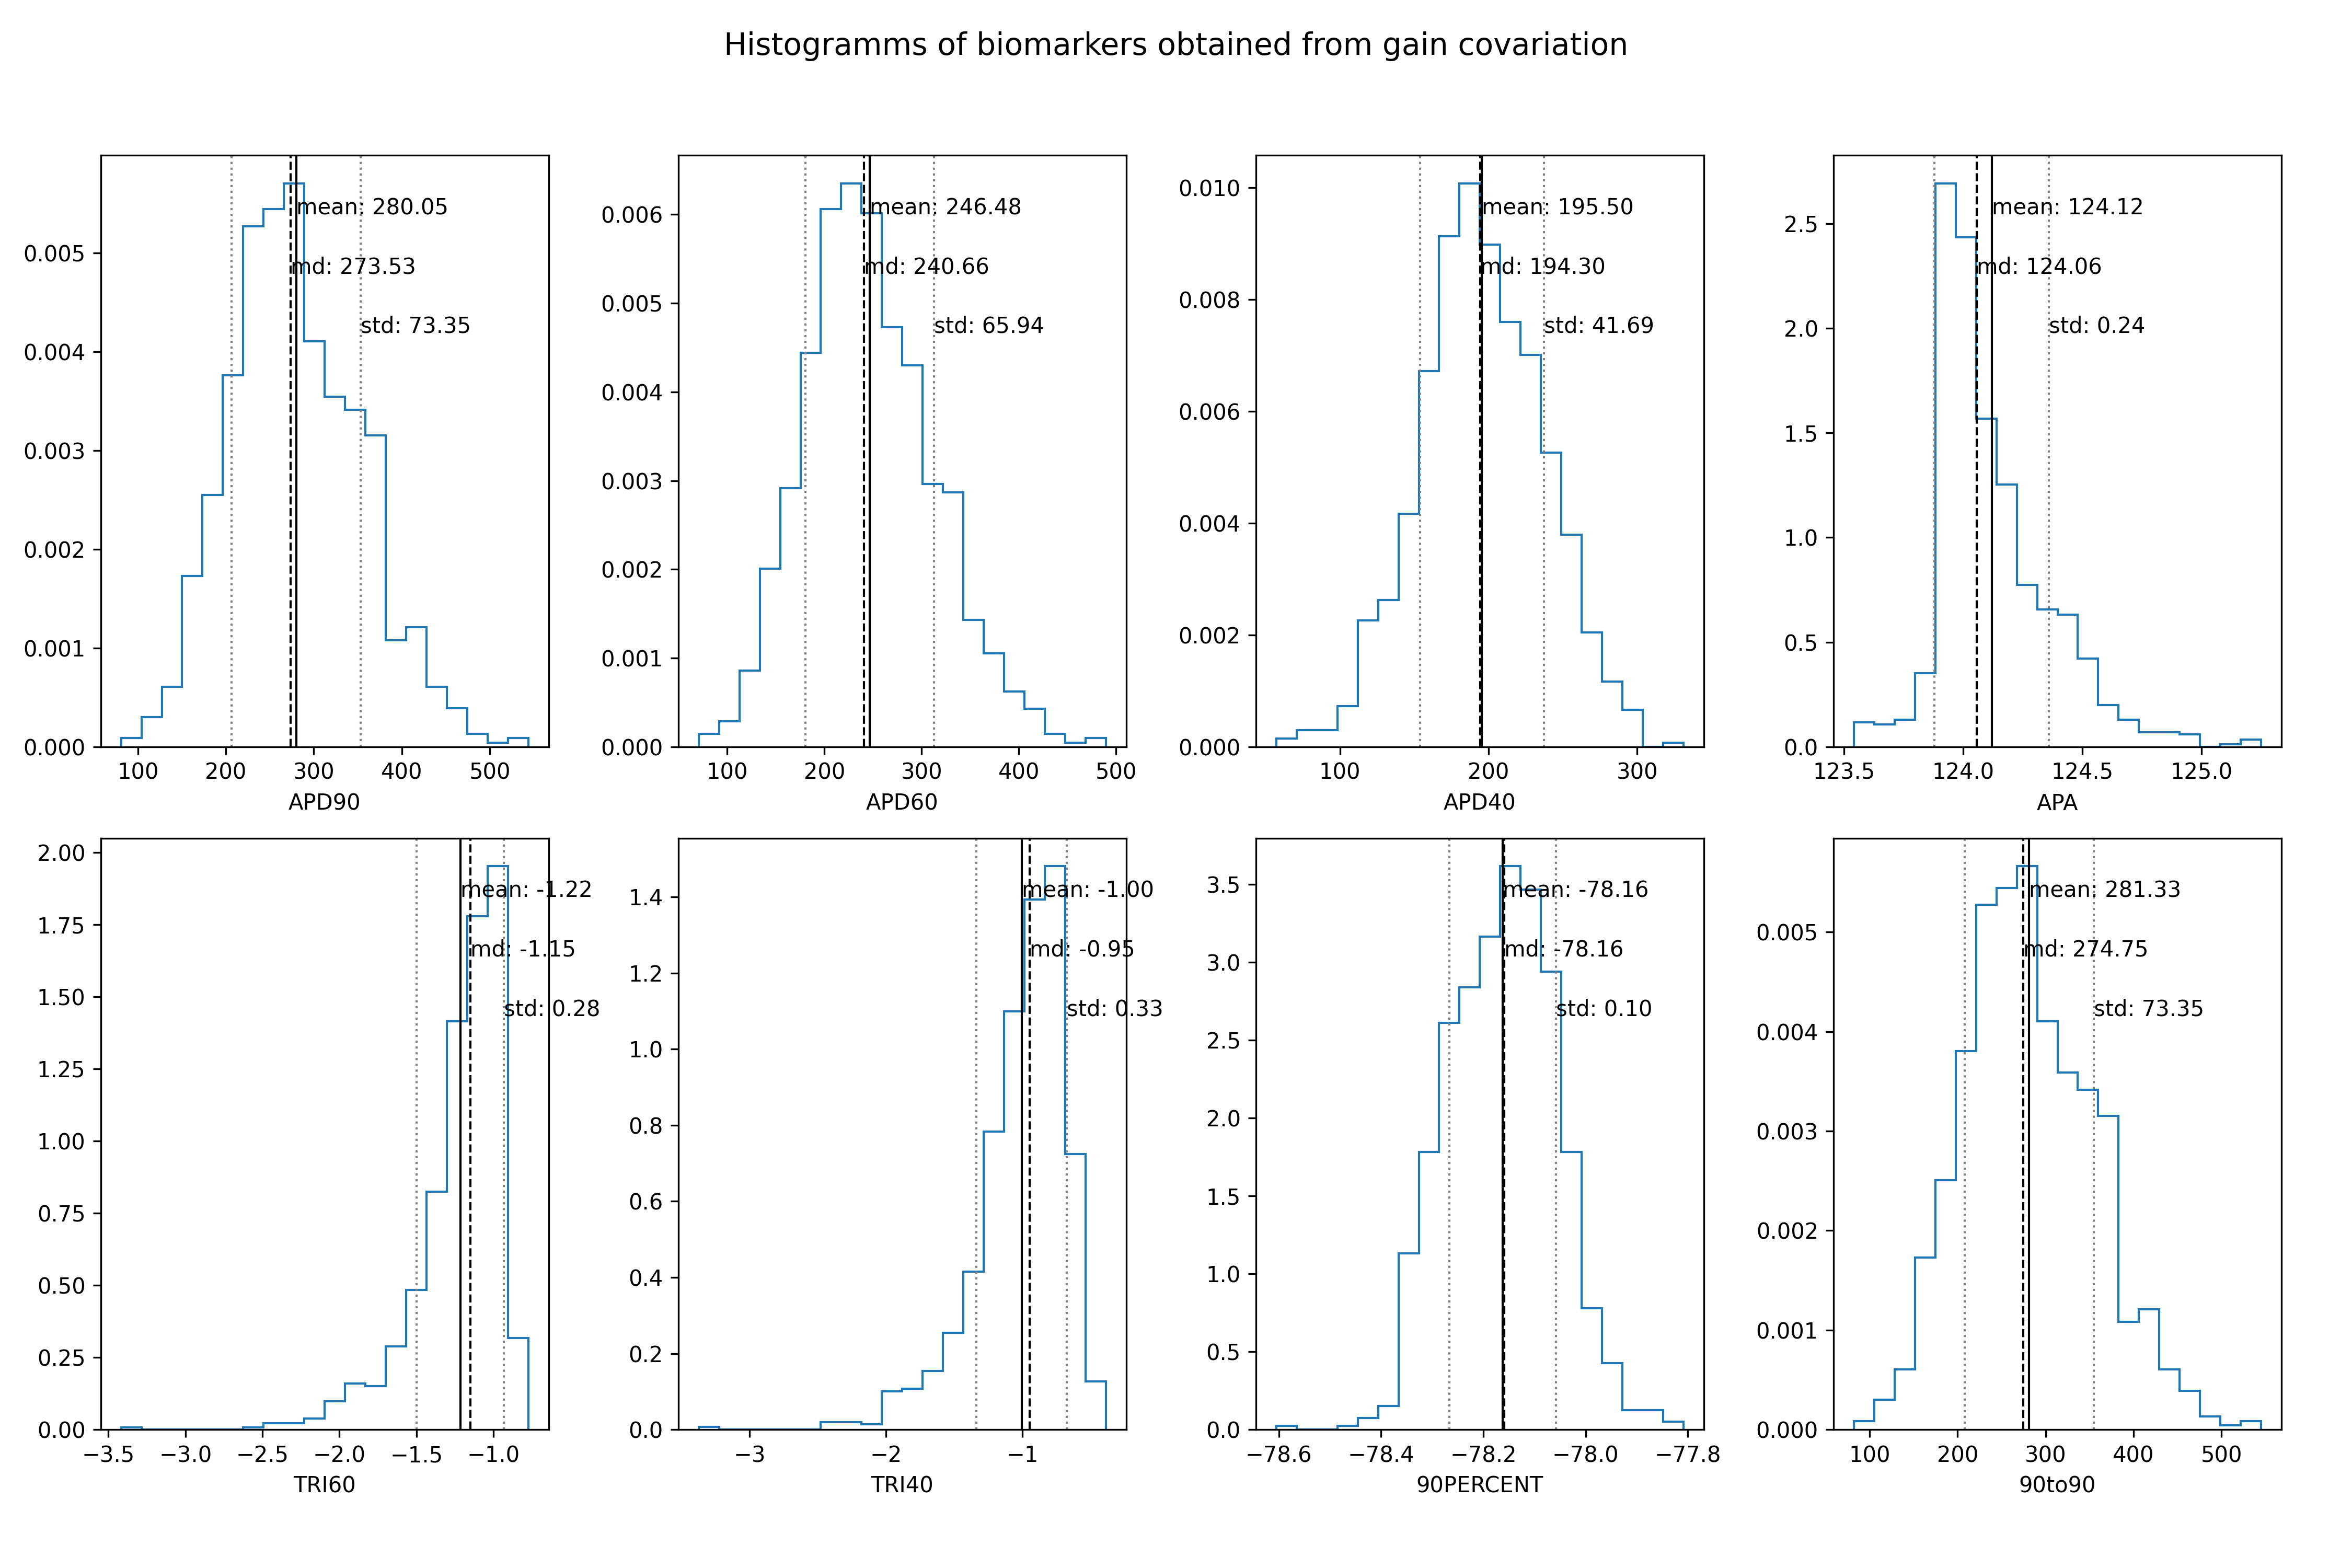 Histogramms of biomarkers obtained from gain covariation
0.005
0.004
0.003
0.002
0.001
0.000
mean: 280.05
md: 273.53
std: 73.35
100 200 300 400 500
APD90
0.006
0.005
0.004
0.003
0.002
0.001
0.000
mean: 246.48
md: 240.66
std: 65.94
100 200 300 400 500
APD60
0.010
0.008
0.006
0.004
0.002
0.000
mean: 195.50
md: 194.30
std: 41.69
100 200 300
APD40
2.5
2.0
1.5
1.0
0.5
0.0
mean: 124.12
md: 124.06
std: 0.24
123.5 124.0 124.5 125.0
APA
2.00
1.75
1.50
1.25
1.00
0.75
0.50
0.25
0.00
mean: -1.22
md: -1.15
std: 0.28
−3.5 −3.0 −2.5 −2.0 −1.5 −1.0
TRI60
1.4
1.2
1.0
0.8
0.6
0.4
0.2
0.0
mean: -1.00
md: -0.95
std: 0.33
−3 −2 −1
TRI40
3.5
3.0
2.5
2.0
1.5
1.0
0.5
0.0
mean: -78.16
md: -78.16
std: 0.10
−78.6 −78.4 −78.2 −78.0 −77.8
90PERCENT
0.005
0.004
0.003
0.002
0.001
0.000
mean: 281.33
md: 274.75
std: 73.35
100 200 300 400 500
90to90